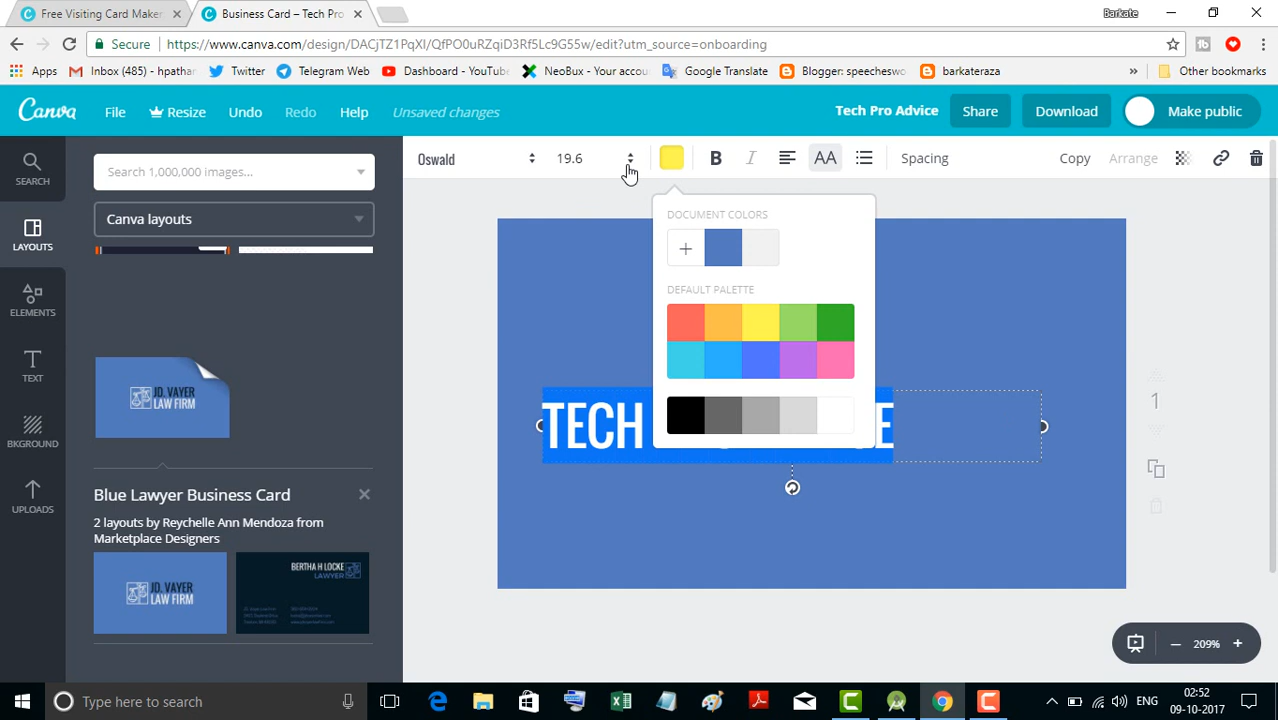 Free Visiting Card Maker
Business Card – Tech Pro
Barkate
Secure
https://www.canva.com/design/DACjTZ1PqXI/QfPO0uRZqiD3Rf5Lc9G55w/edit?utm_source=onboarding
Apps
Inbox (485) - hpathar
Twitter
Telegram Web
Dashboard - YouTube
NeoBux - Your accou
Google Translate
Blogger: speecheswo
barkateraza
»
Other bookmarks
Canva
File
Resize
Undo
Redo
Help
Unsaved changes
Tech Pro Advice
Share
Download
Make public
SEARCH
LAYOUTS
ELEMENTS
TEXT
BKGROUND
UPLOADS
Search 1,000,000 images...
Canva layouts
JD. VAYER
LAW FIRM
Blue Lawyer Business Card
2 layouts by Reychelle Ann Mendoza from
Marketplace Designers
JD. VAYER
LAW FIRM
BERTHA H LOCKE
LAWYER
Oswald
19.6
B
I
AA
Spacing
Copy
Arrange
DOCUMENT COLORS
+
DEFAULT PALETTE
TECH
E
1
209%
Type here to search
ENG
02:52
09-10-2017